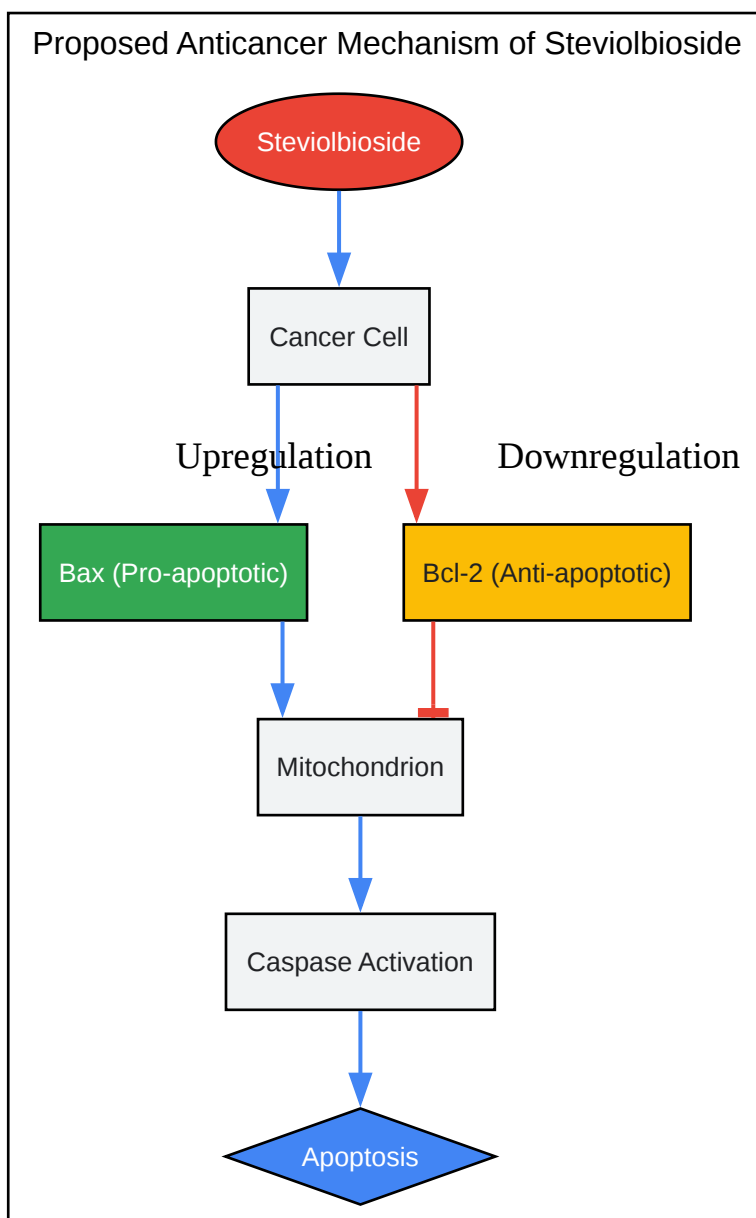 Proposed Anticancer Mechanism of Steviolbioside
Steviolbioside
Cancer Cell
Upregulation
Downregulation
Bax (Pro-apoptotic)
Bcl-2 (Anti-apoptotic)
Mitochondrion
Caspase Activation
Apoptosis